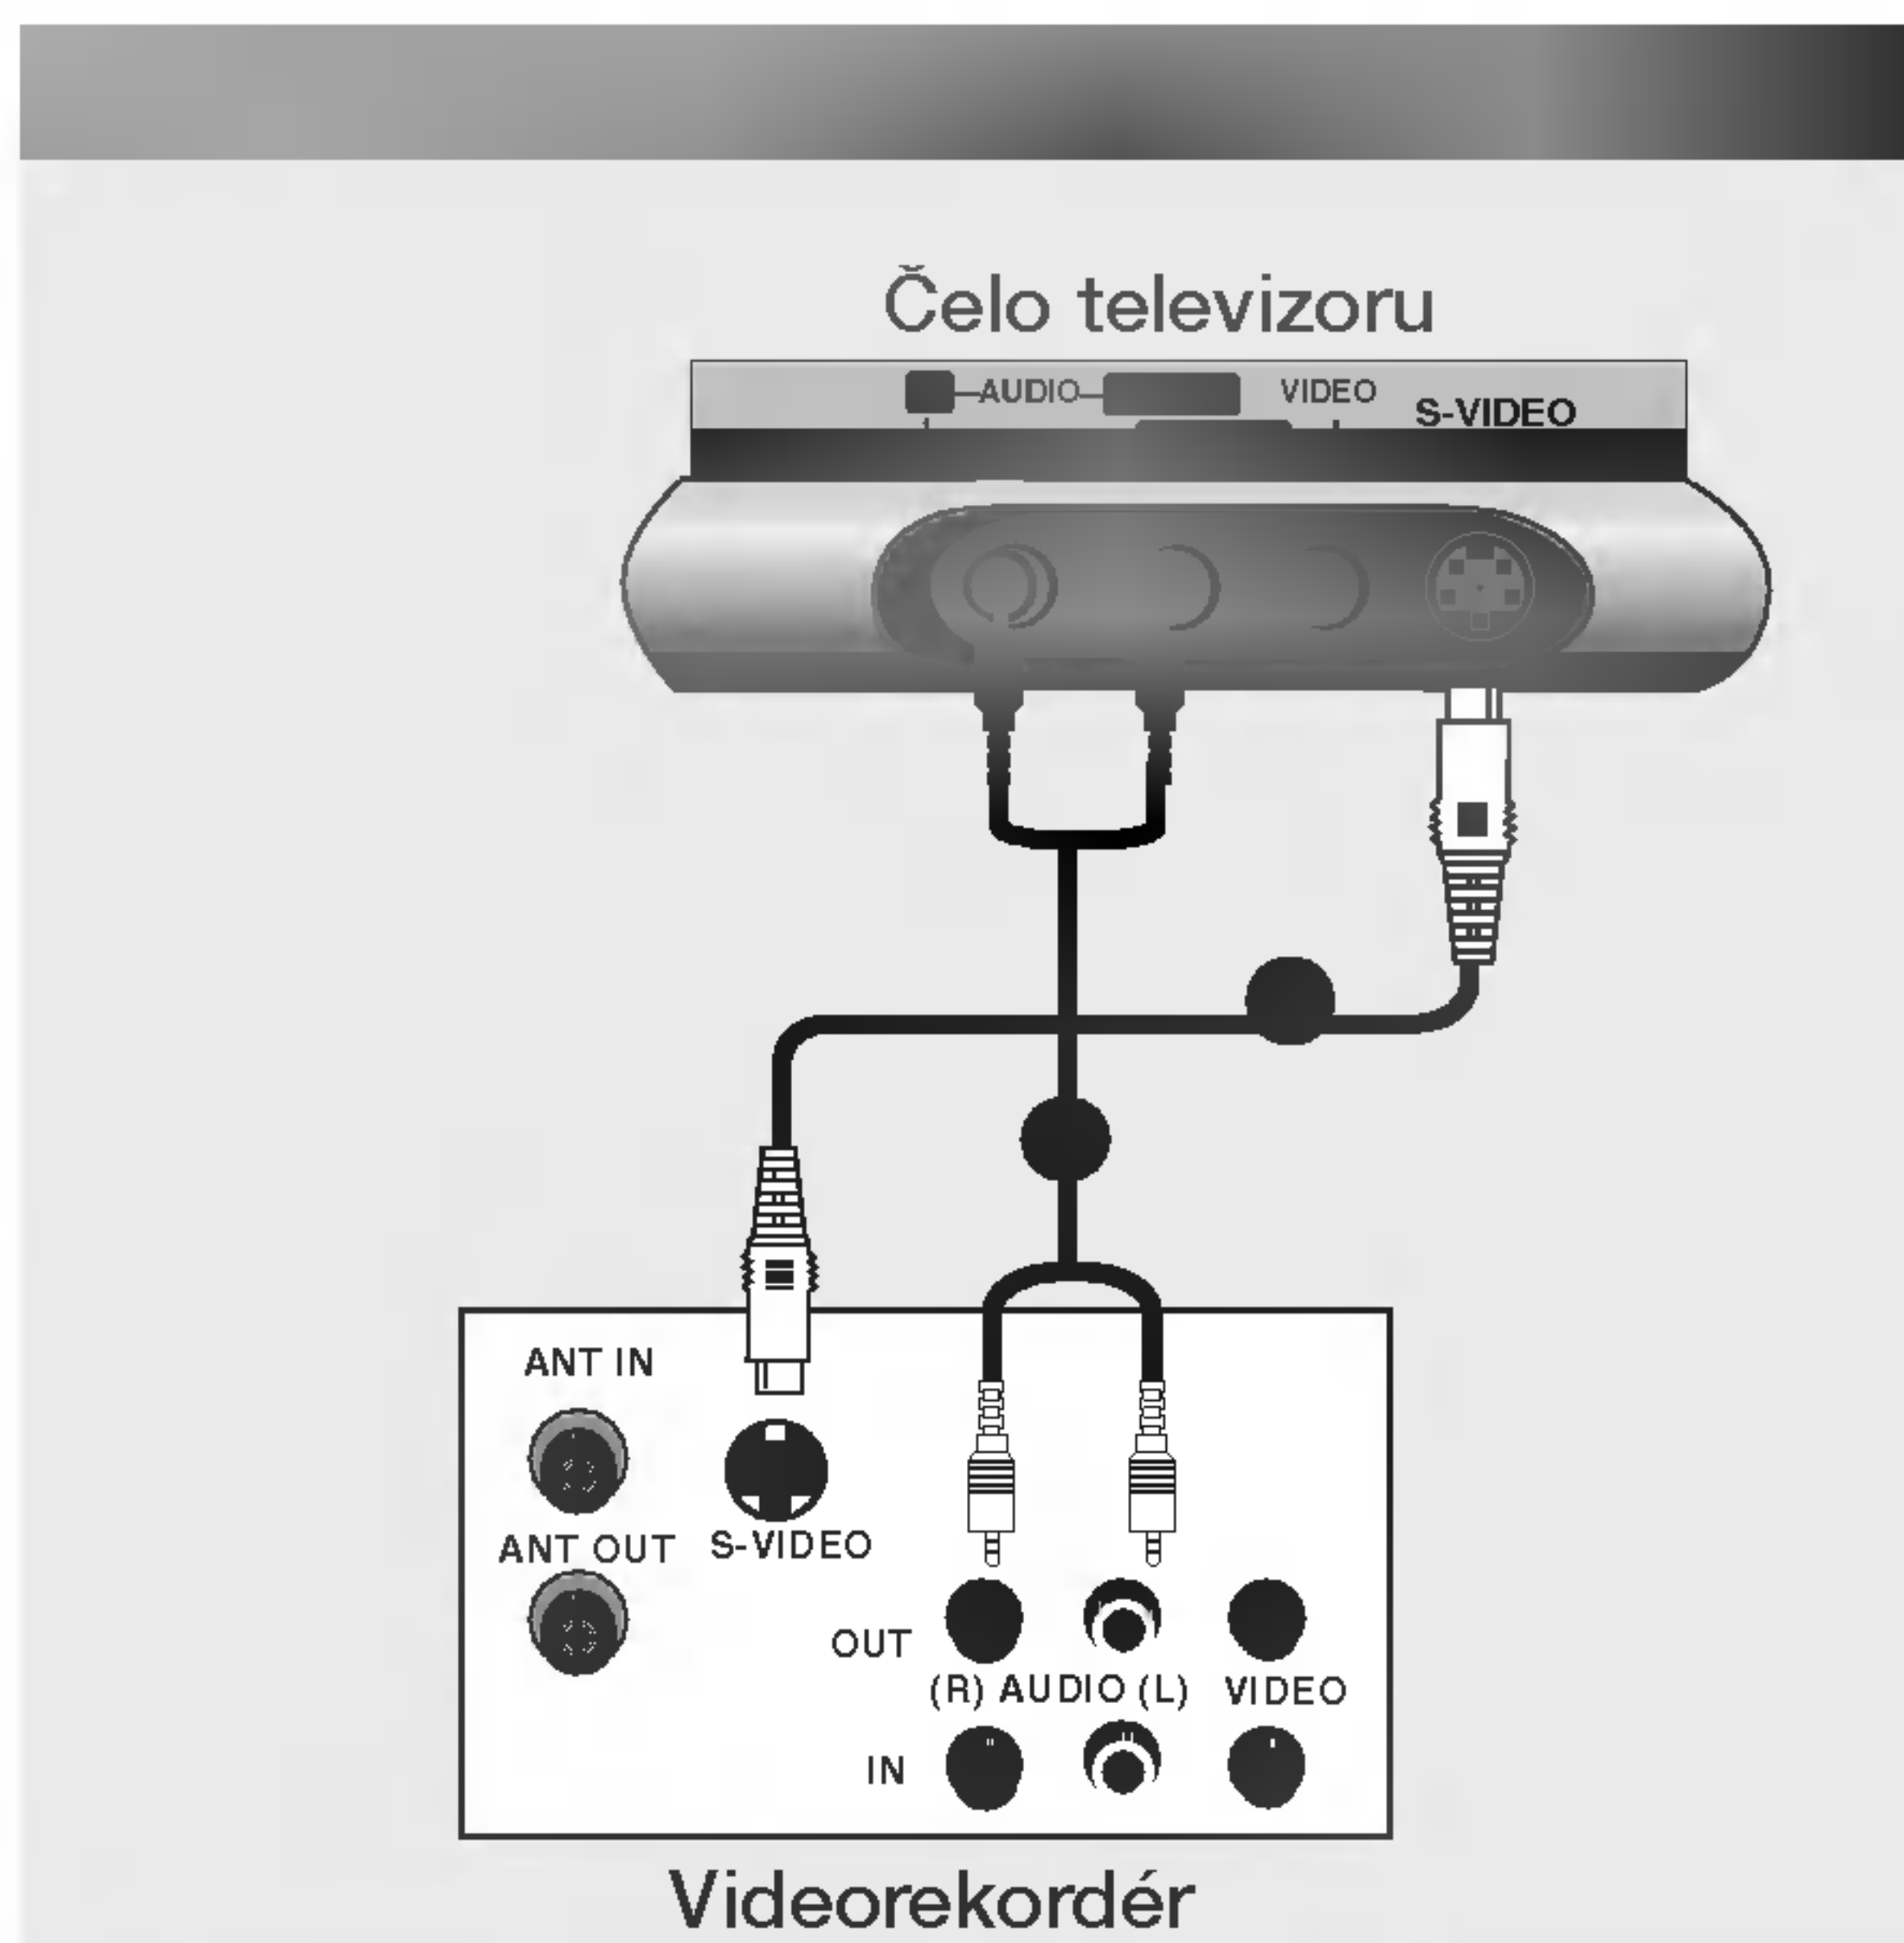 Čelo televizoru
AUDIO VIDEO S-VIDEO
ANT IN
ANT OUT S-VIDEO
OUT
(R) AUDIO (L) VIDEO
IN
Videorekordér